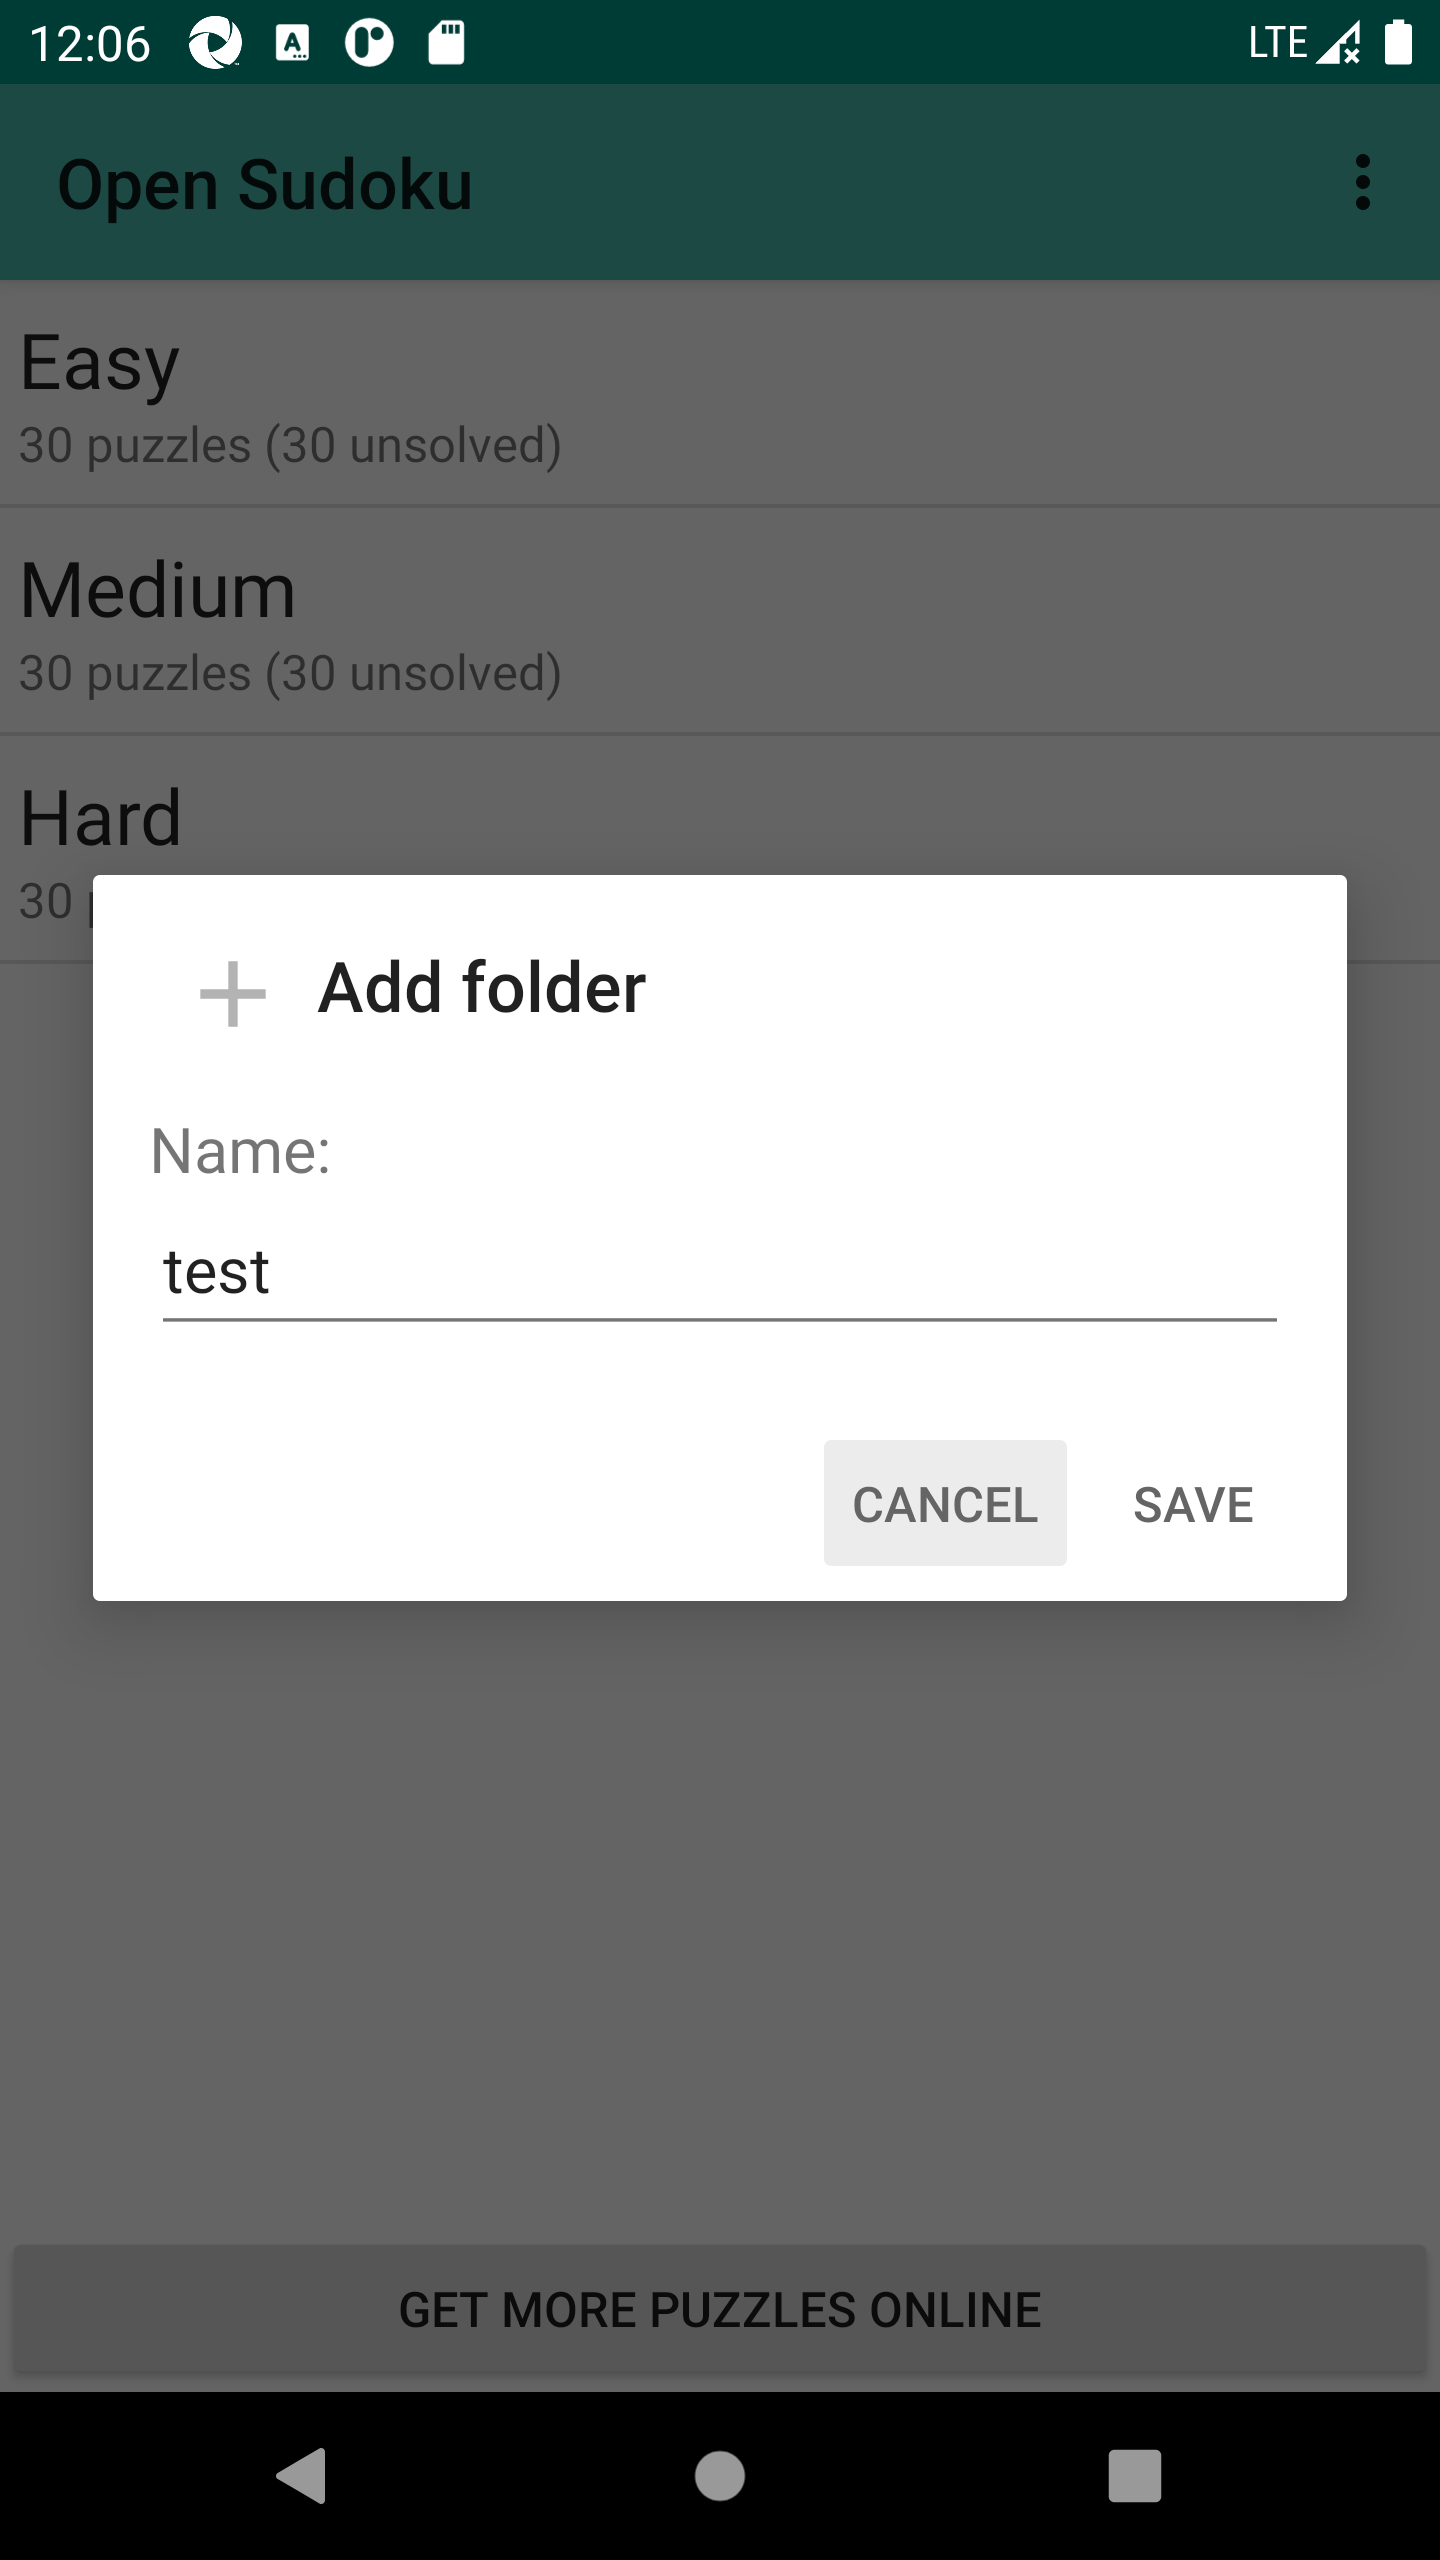 12:06
LTE
Open Sudoku
Easy
30 puzzles (30 unsolved)
Medium
30 puzzles (30 unsolved)
Hard
30
Add folder
Name:
test
CANCEL SAVE
GET MORE PUZZLES ONLINE